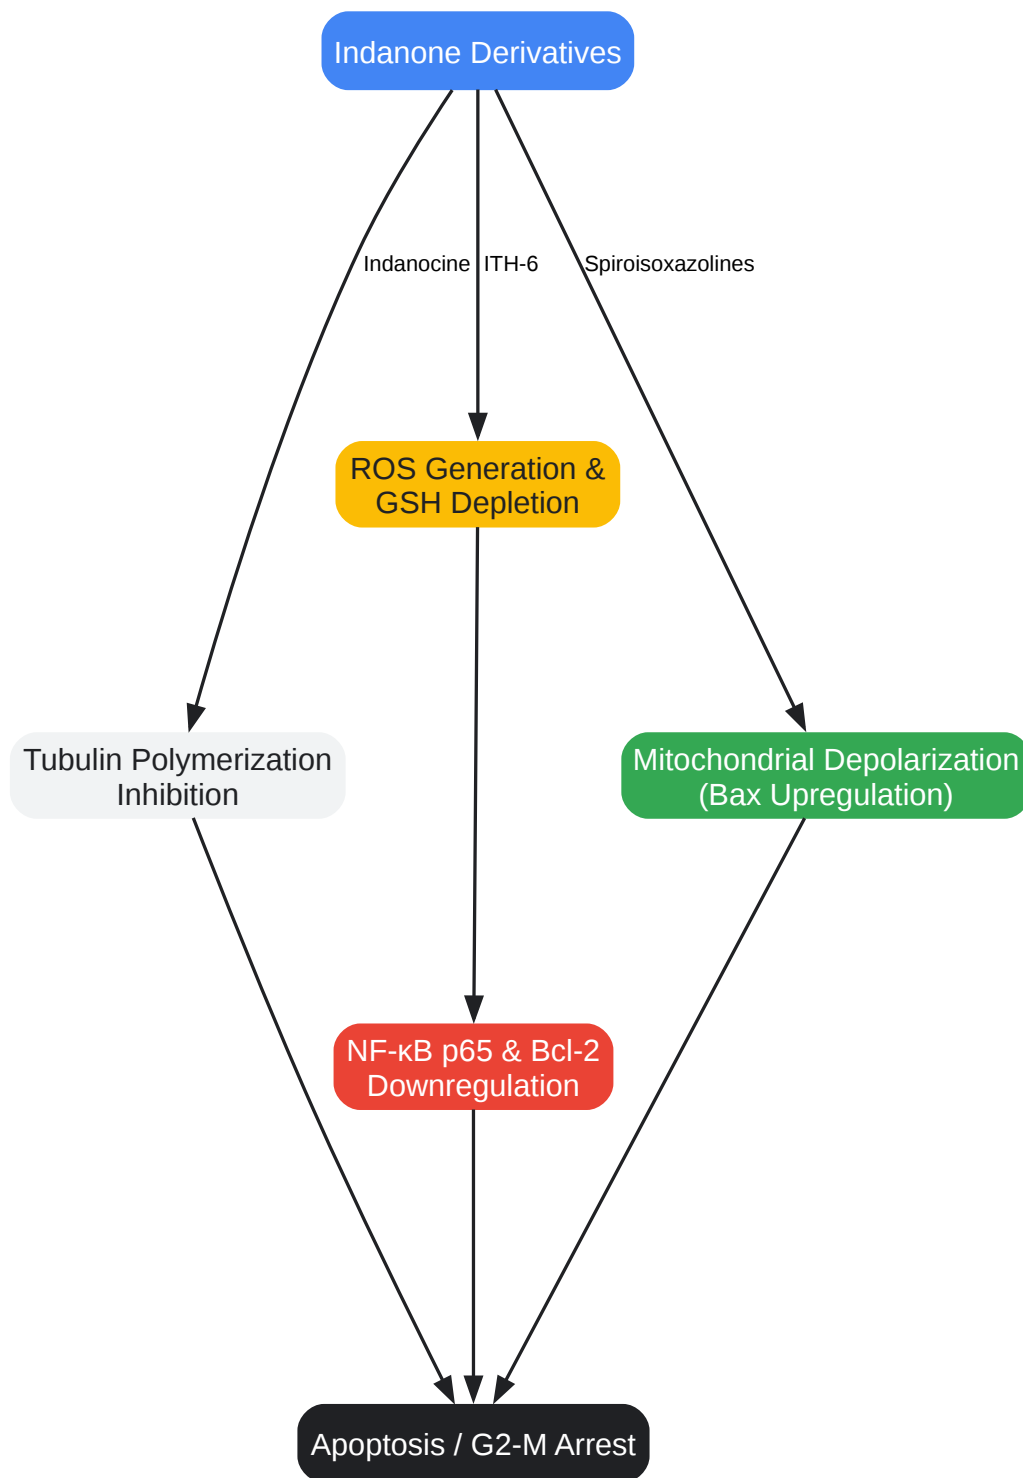 Indanone Derivatives
Indanocine
ITH-6
Spiroisoxazolines
ROS Generation &
GSH Depletion
Tubulin Polymerization
Inhibition
Mitochondrial Depolarization
(Bax Upregulation)
NF-κB p65 & Bcl-2
Downregulation
Apoptosis / G2-M Arrest